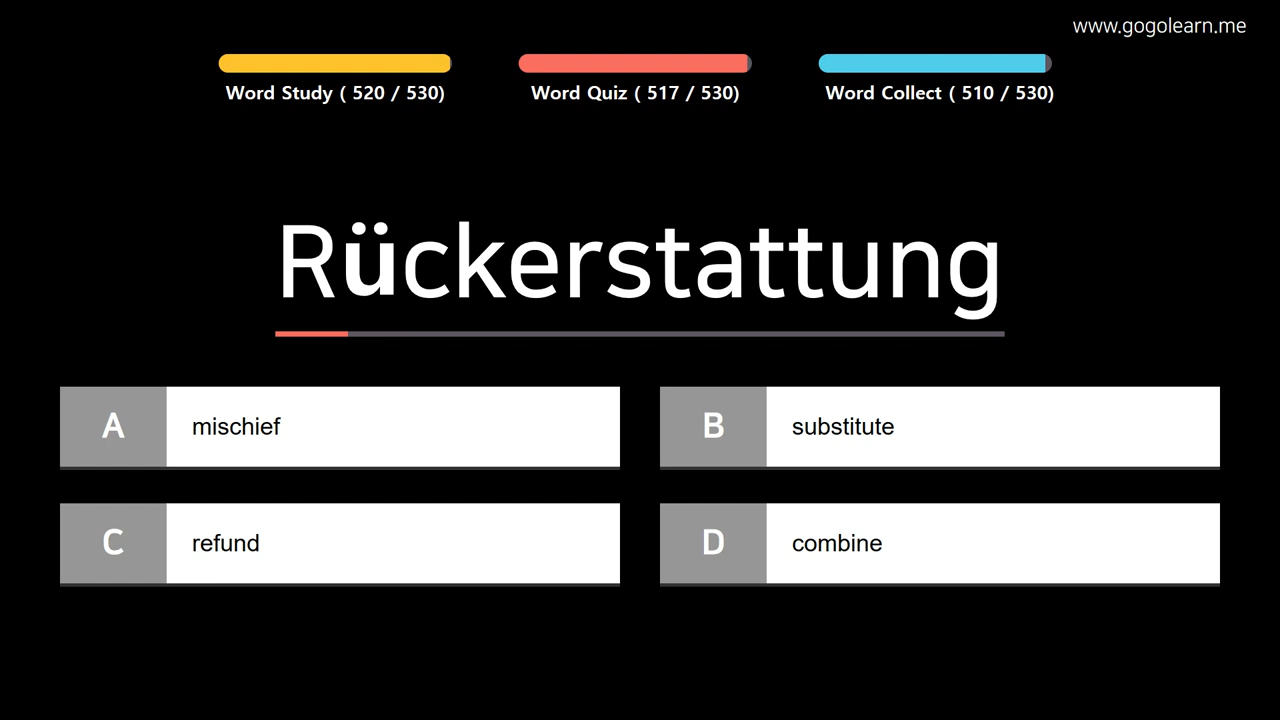 www.gogolearn.me
Word Study ( 520 / 530)
Word Quiz ( 517 / 530)
Word Collect ( 510 / 530)
Rückerstattung
A mischief
B substitute
C refund
D combine